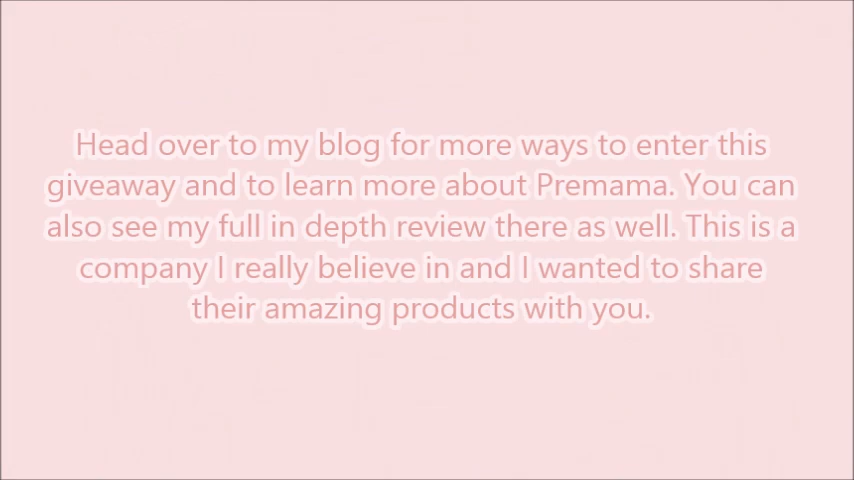 Head over to my blog for more ways to enter this
giveaway and to learn more about Premama. You can
also see my full in depth review there as well. This is a
company I really believe in and I wanted to share
their amazing products with you.